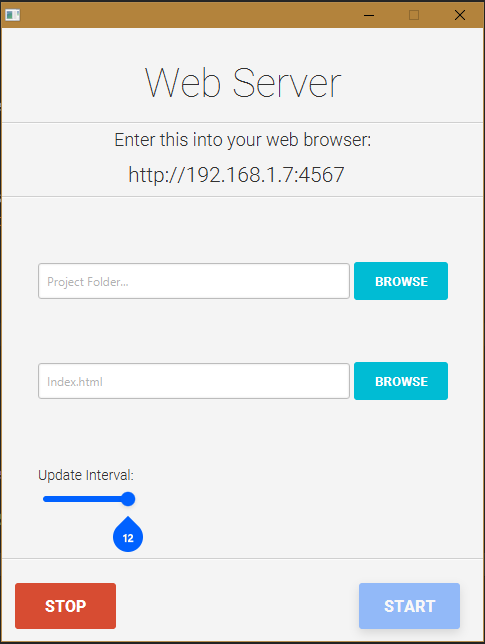 Web Server
Enter this into your web browser:
http://192.168.1.7:4567
Project Folder...
BROWSE
Index.html
BROWSE
Update Interval:
12
STOP
START